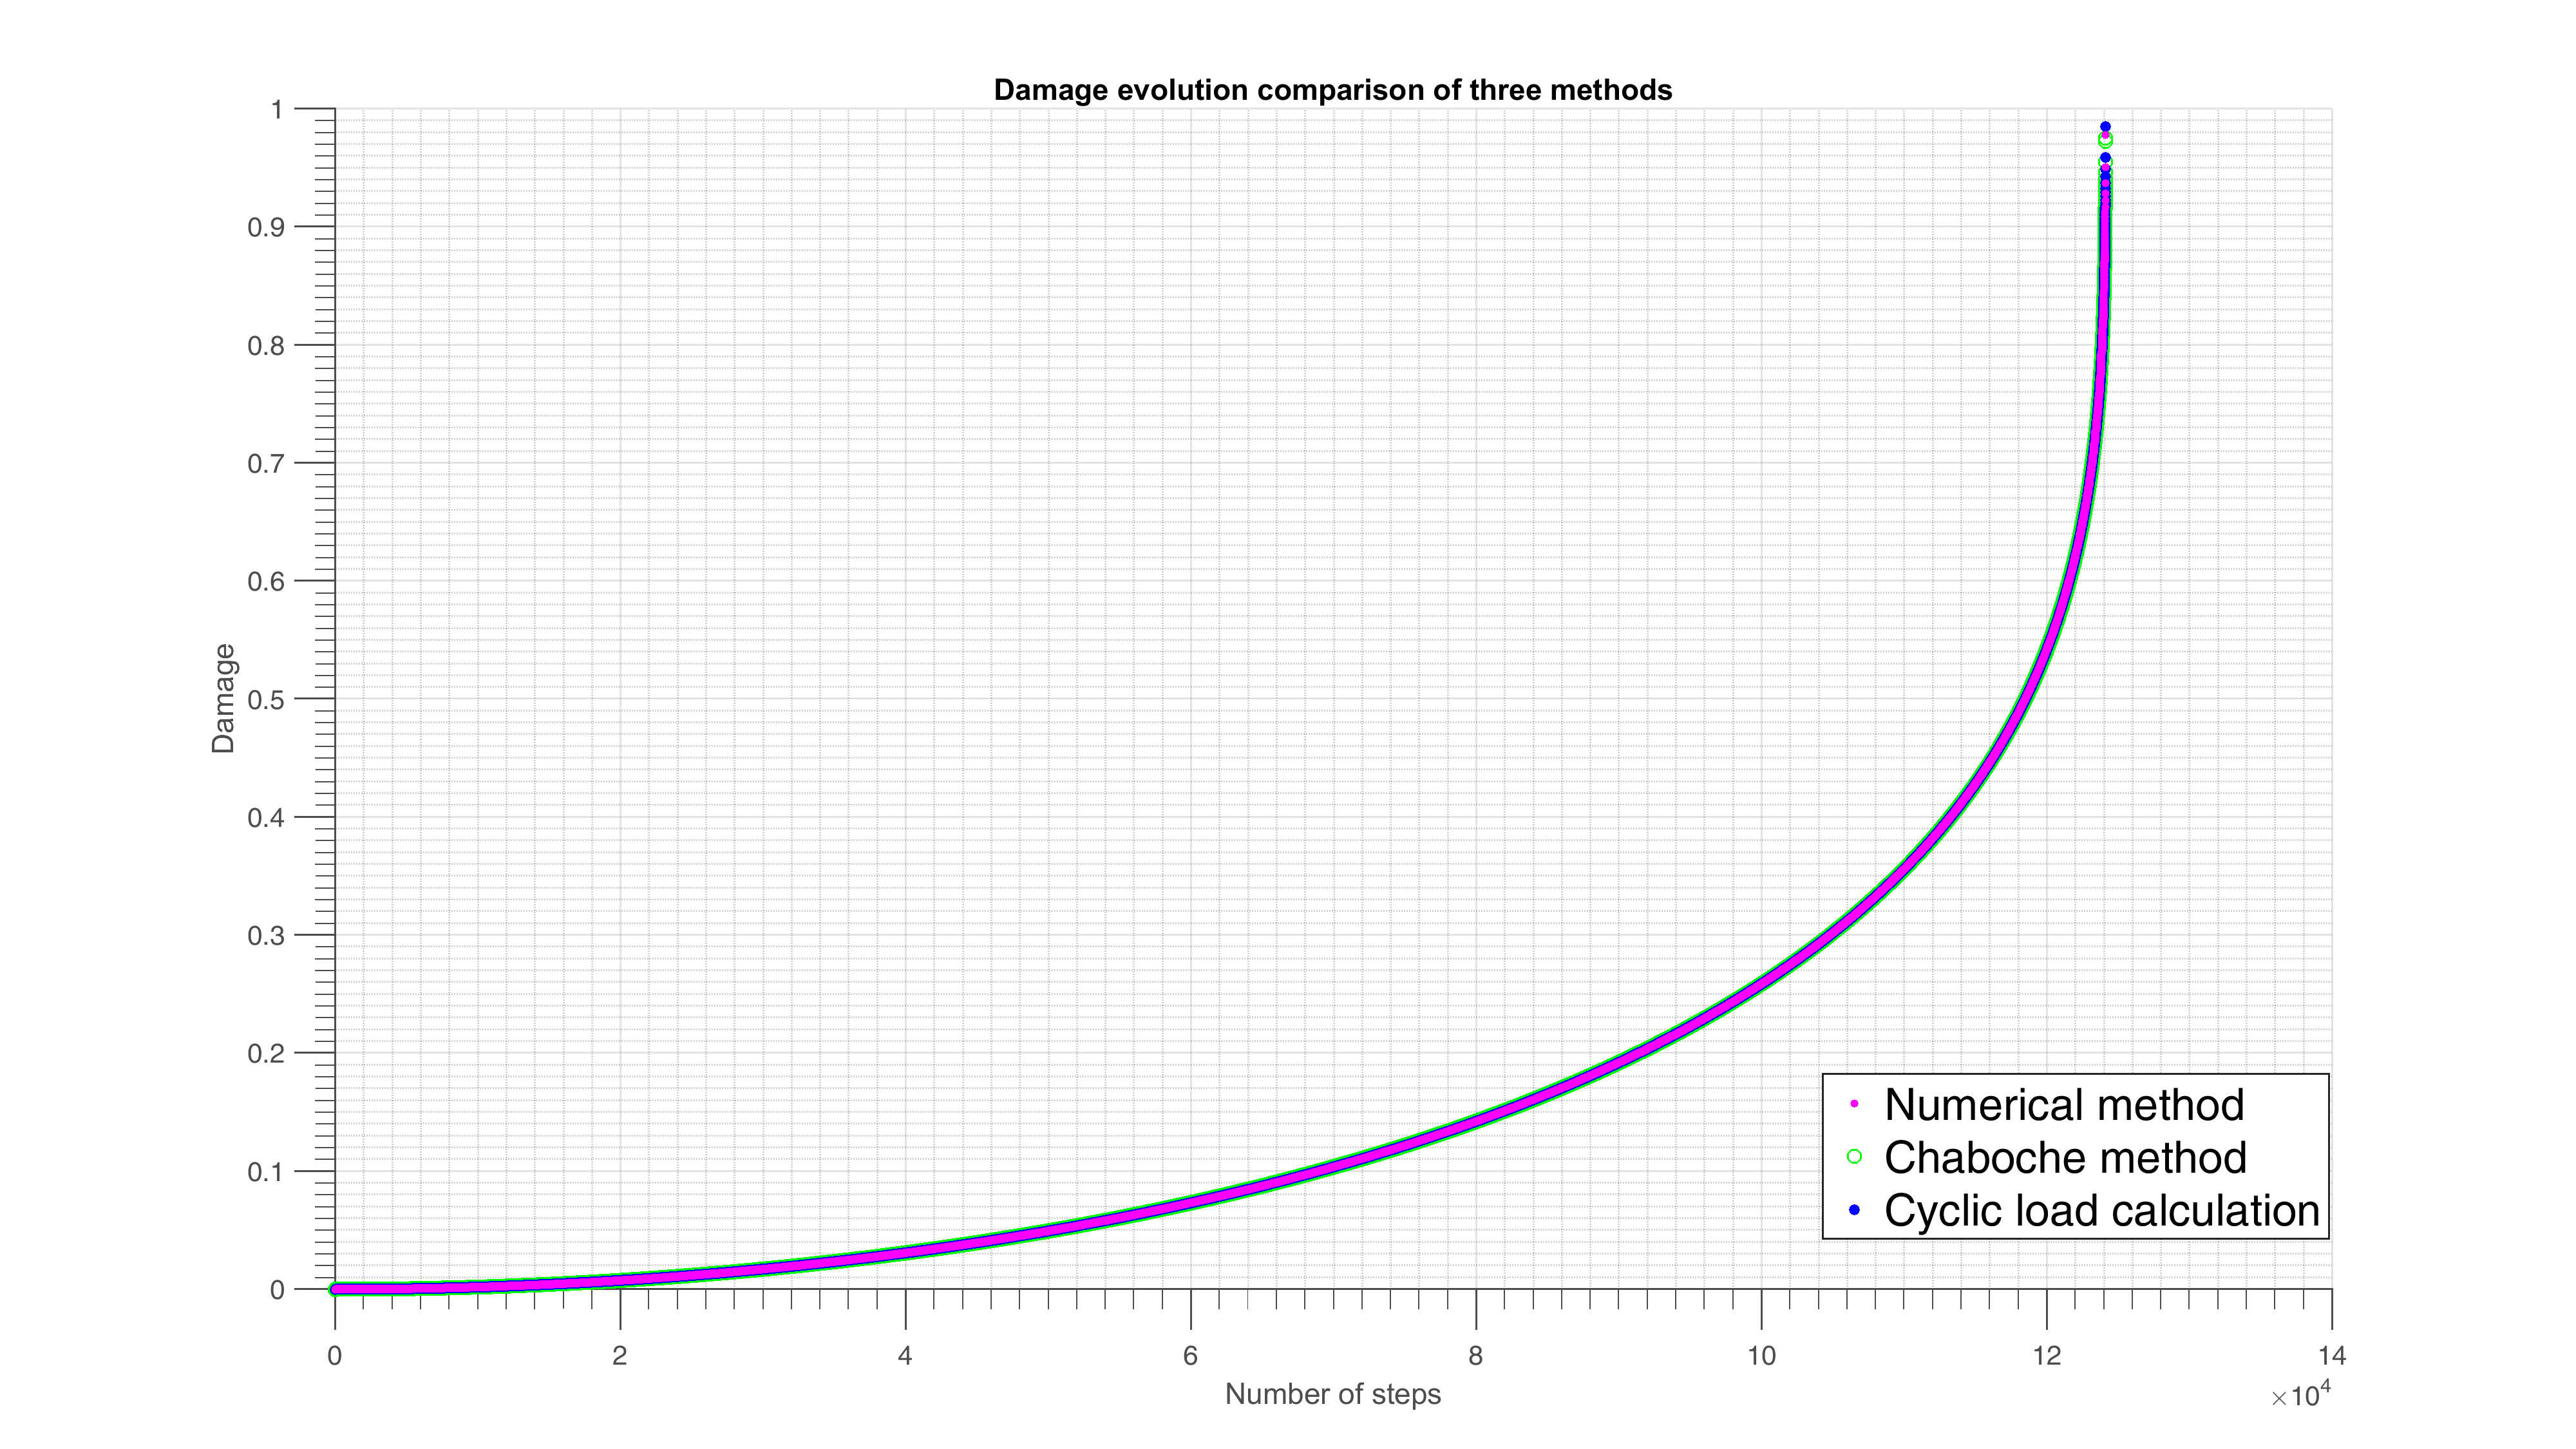 Damage evolution comparison of three methods
1
0.9
0.8
0.7
0.6
0.5
0.4
0.3
0.2
0.1
0
Damage
Numerical method
Chaboche method
Cyclic load calculation
0 2 4 6 8 10 12 14
×10⁴
Number of steps